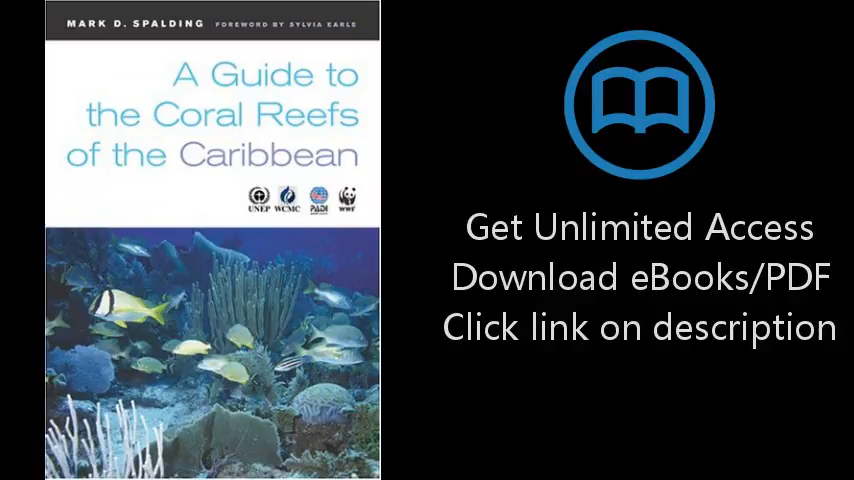 MARK D. SPALDING FOREWORD BY SYLVIA EARLE
A Guide to
the Coral Reefs
of the Caribbean
UNEP WCMC PADI WWF
Get Unlimited Access
Download eBooks/PDF
Click link on description